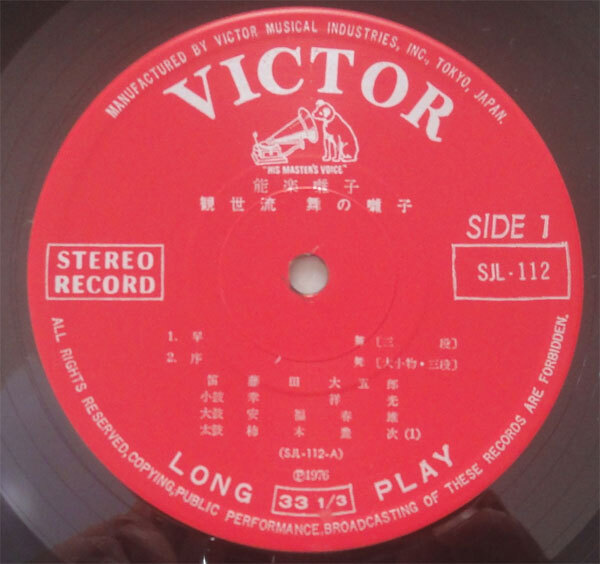 MANUFACTURED BY VICTOR MUSICAL INDUSTRIES, INC., TOKYO, JAPAN.
VICTOR
"HIS MASTER'S VOICE"
能楽囃子
観世流 舞の囃子
SIDE 1
STEREO
RECORD
SJL-112
1. 早 舞〔三 段〕
2. 序 舞〔大小物・三段〕
笛 藤田大五郎
小鼓 幸 祥光
大鼓 安福春雄
太鼓 柿本豊次(1)
(SJL-112-A)
Ⓟ1976
LONG 33 1/3 PLAY
ALL RIGHTS RESERVED,COPYING,PUBLIC PERFORMANCE,BROADCASTING OF THESE RECORDS ARE FORBIDDEN.